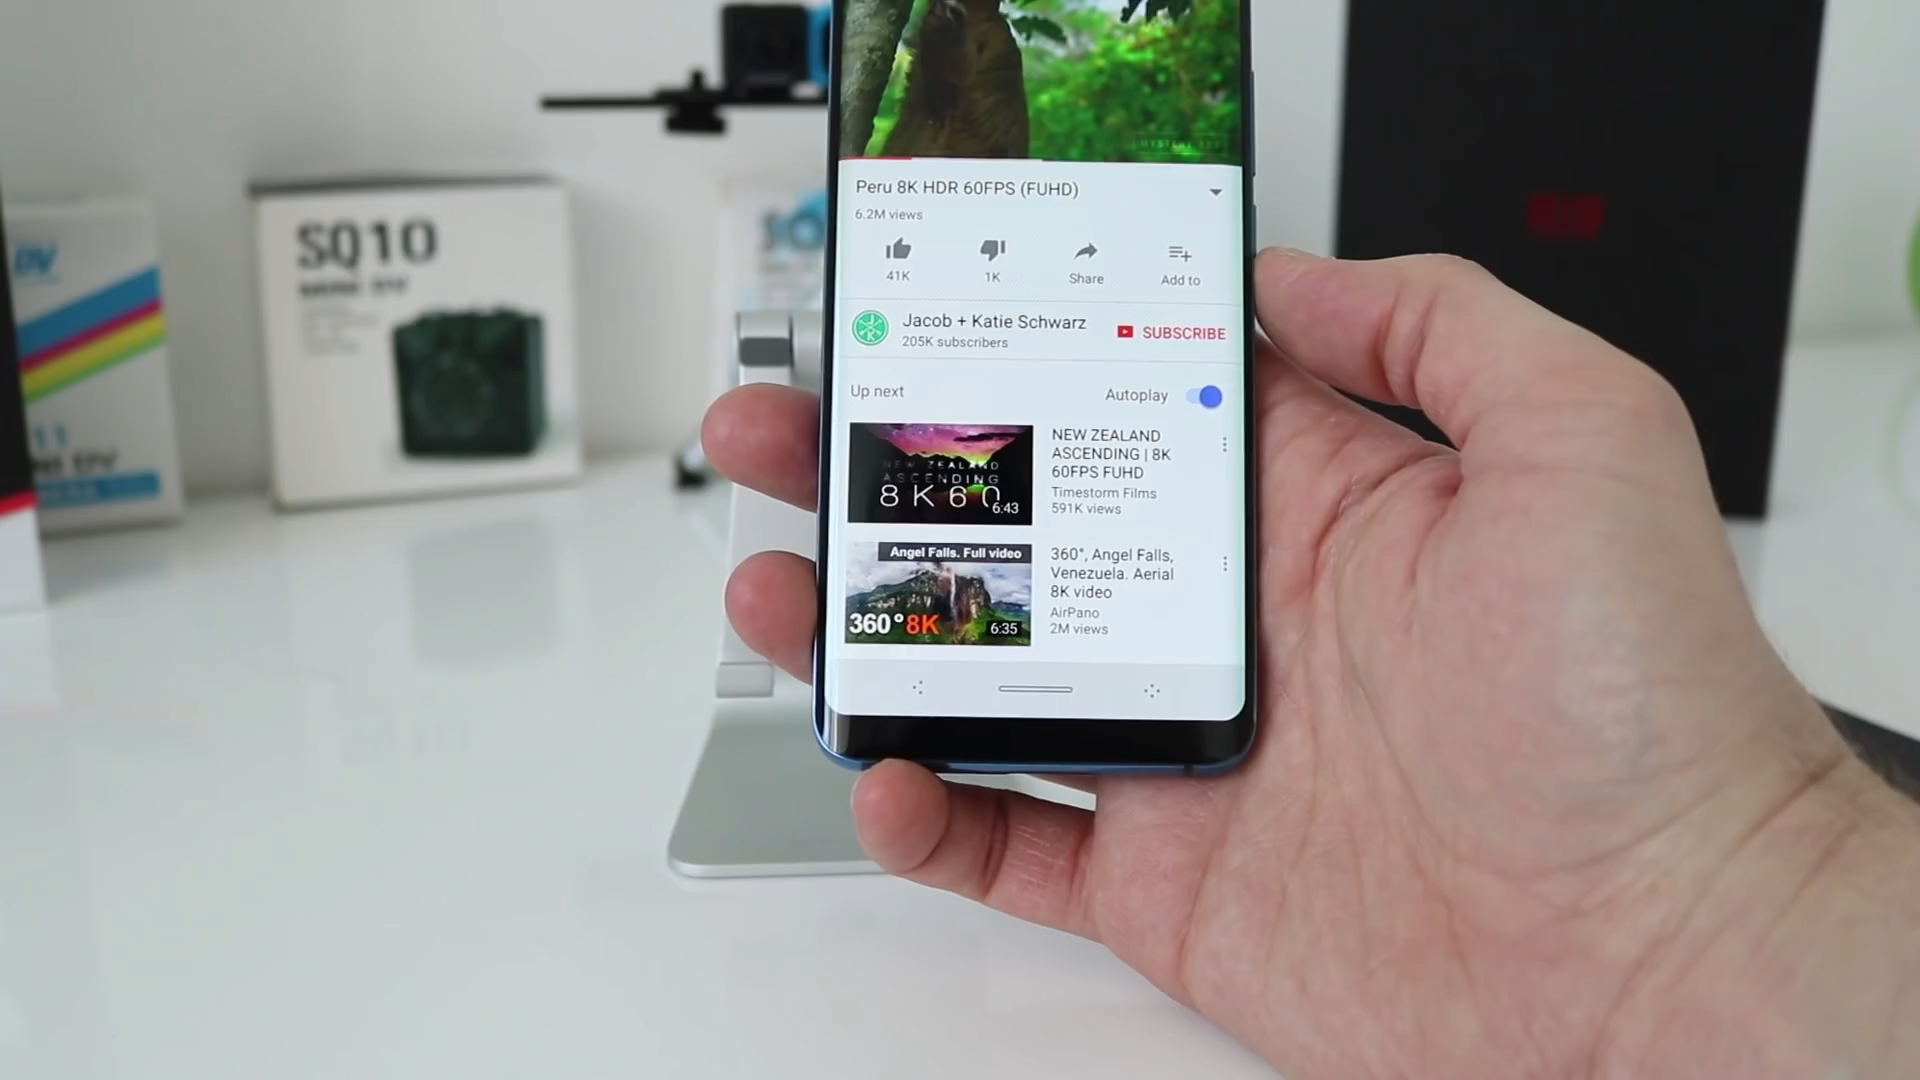 Peru 8K HDR 60FPS (FUHD)
6.2M views
41K
1K
Share
Add to
Jacob + Katie Schwarz
205K subscribers
SUBSCRIBE
Up next
Autoplay
NEW ZEALAND
ASCENDING
8K60
6:43
NEW ZEALAND
ASCENDING | 8K
60FPS FUHD
Timestorm Films
591K views
Angel Falls. Full video
360°8K
6:35
360°, Angel Falls,
Venezuela. Aerial
8K video
AirPano
2M views
SQ10
MINI DV
DV